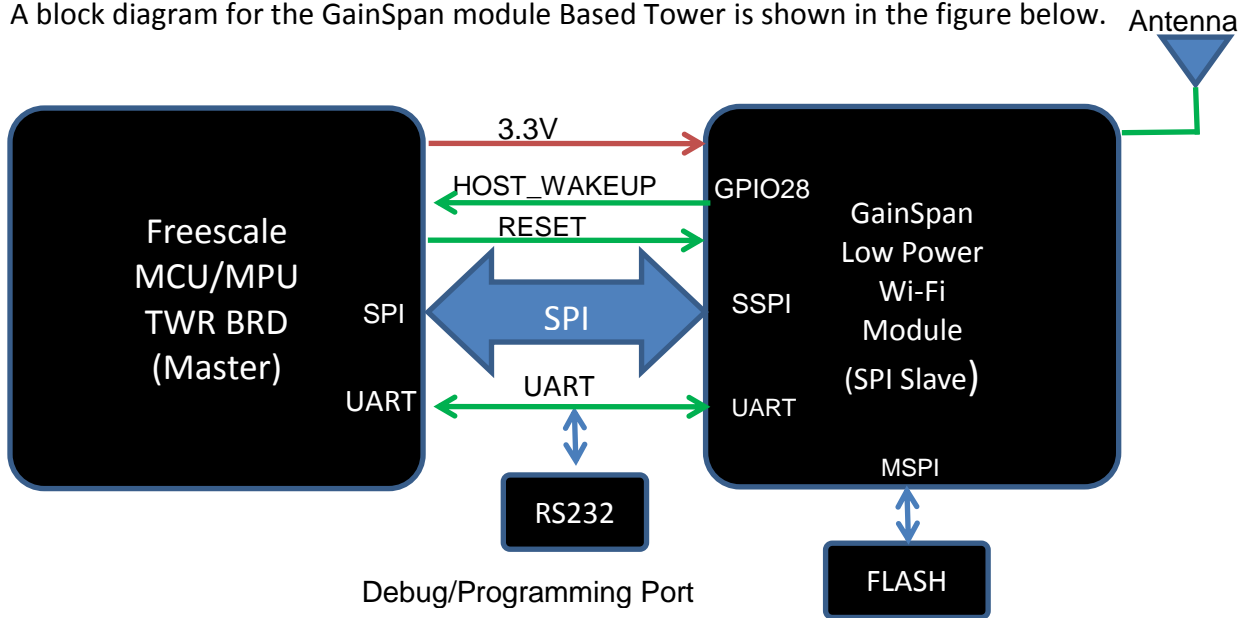 A block diagram for the GainSpan module Based Tower is shown in the figure below.
Antenna
3.3V
HOST_WAKEUP
GPIO28
RESET
Freescale
MCU/MPU
TWR BRD
(Master)
SPI
UART
SPI
UART
GainSpan
Low Power
Wi-Fi
Module
(SPI Slave)
SSPI
UART
MSPI
RS232
FLASH
Debug/Programming Port